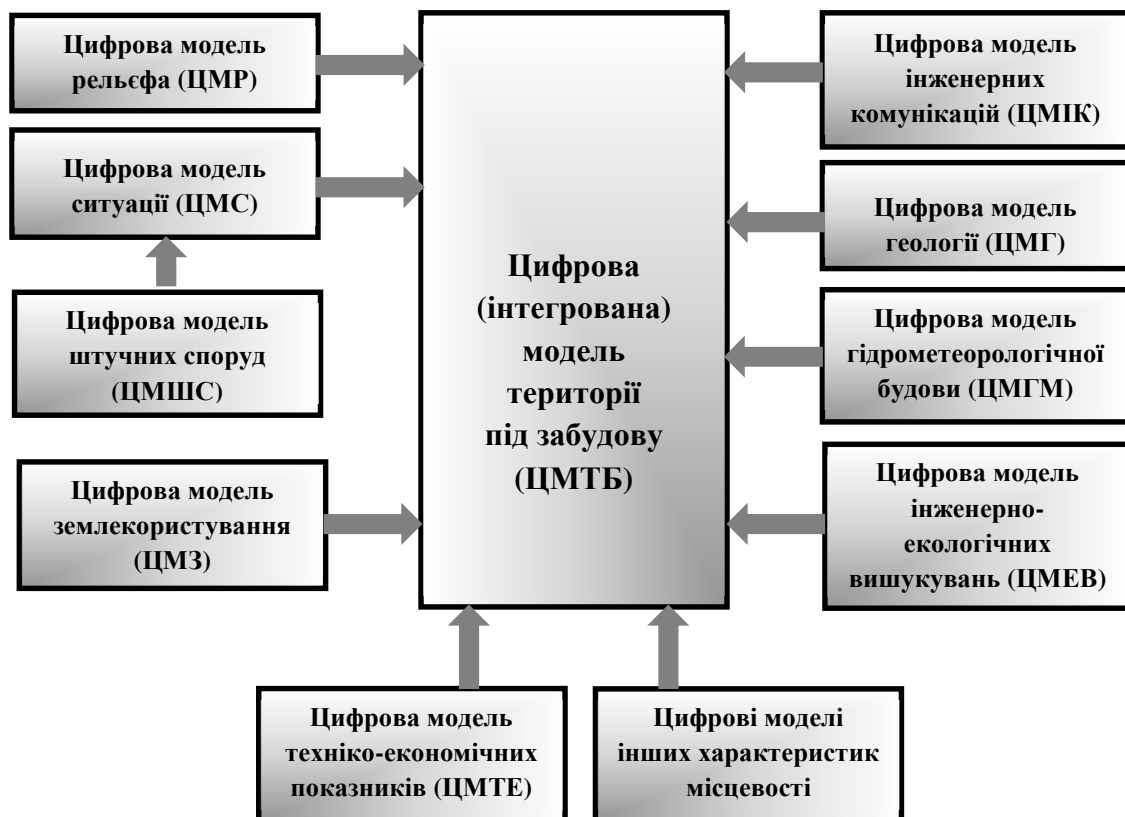 Цифрова модель
рельєфа (ЦМР)
Цифрова модель
ситуації (ЦМС)
Цифрова модель
штучних споруд
(ЦМШС)
Цифрова модель
землекористування
(ЦМЗ)
Цифрова
(інтегрована)
модель
території
під забудову
(ЦМТБ)
Цифрова модель
інженерних
комунікацій (ЦМІК)
Цифрова модель
геології (ЦМГ)
Цифрова модель
гідрометеорологічної
будови (ЦМГМ)
Цифрова модель
інженерно-
екологічних
вишукувань (ЦМЕВ)
Цифрова модель
техніко-економічних
показників (ЦМТЕ)
Цифрові моделі
інших характеристик
місцевості